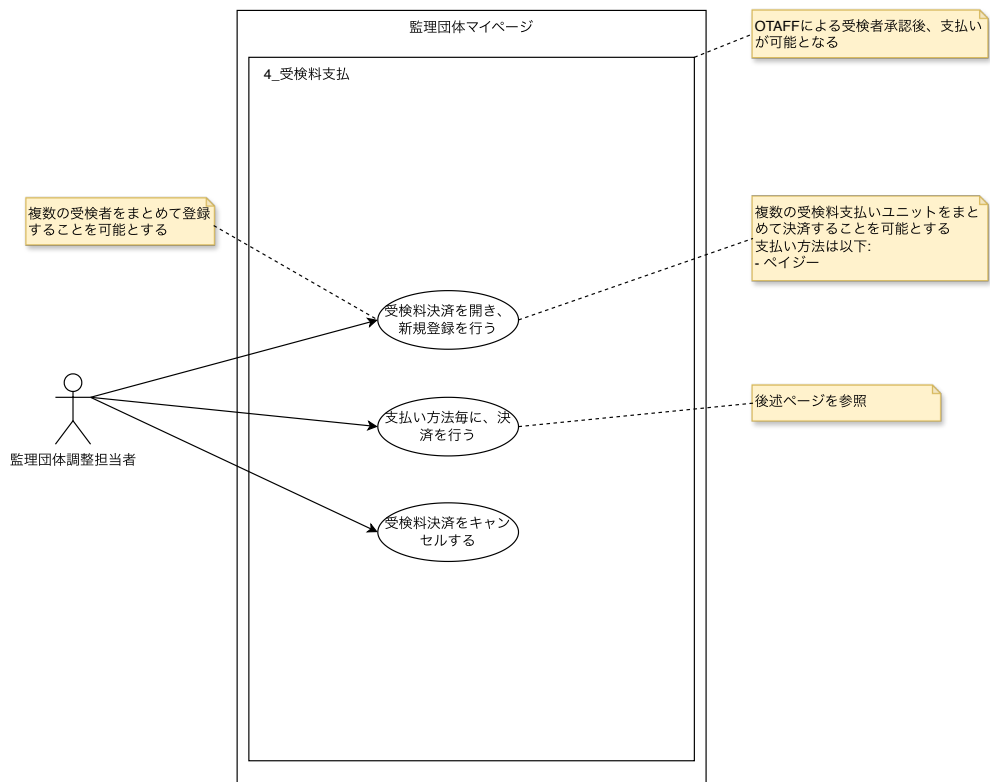 監理団体マイページ
OTAFFによる受検者承認後、支払い
が可能となる
4_受検料支払
複数の受検者をまとめて登録
することを可能とする
複数の受検料支払いユニットをまと
めて決済することを可能とする
支払い方法は以下:
- ペイジー
受検料決済を開き、
新規登録を行う
後述ページを参照
支払い方法毎に、決
済を行う
監理団体調整担当者
受検料決済をキャン
セルする